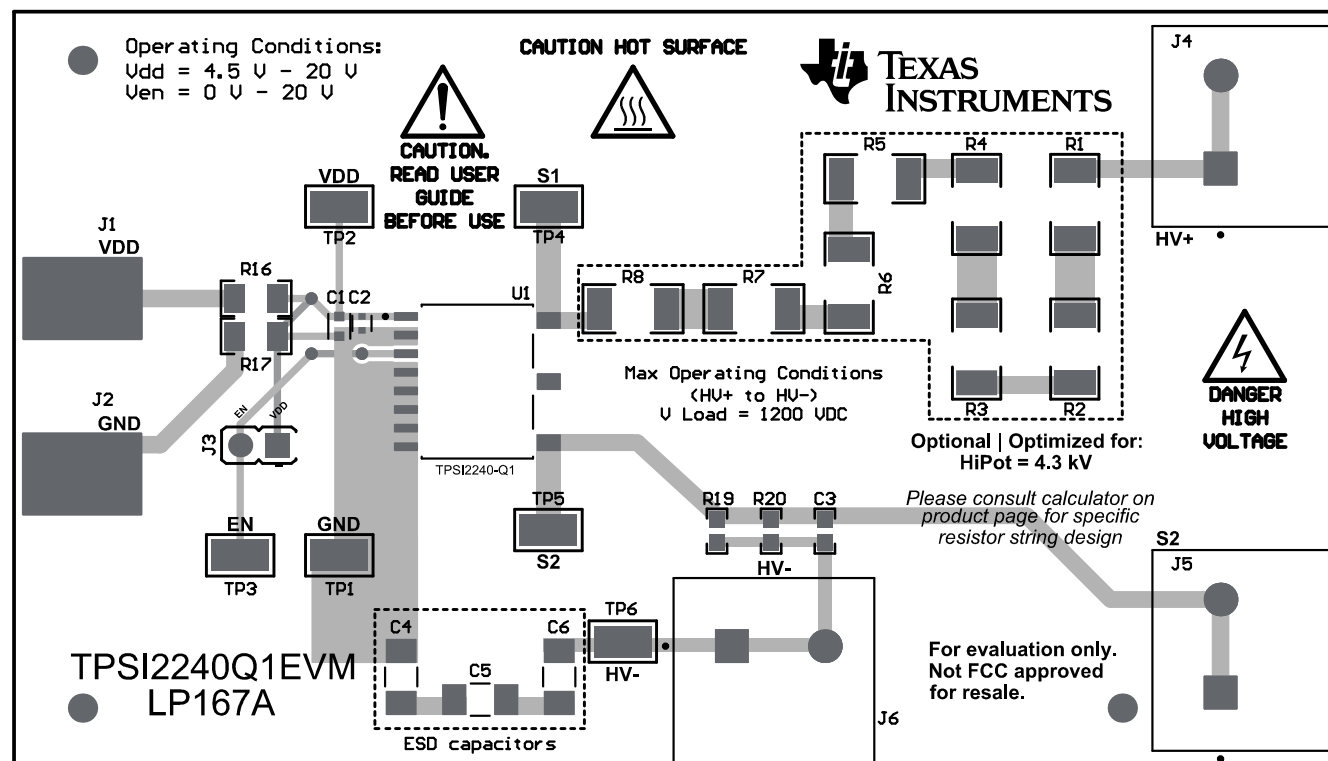 Operating Conditions:
Vdd = 4.5 V - 20 V
Ven = 0 V - 20 V
CAUTION HOT SURFACE
TEXAS
INSTRUMENTS
J4
CAUTION.
READ USER
GUIDE
BEFORE USE
VDD
TP2
S1
TP4
R5
R4
R1
HV+
J1
VDD
R16
C1
C2
U1
R8
R7
R6
R17
J2
GND
EN
VDD
J3
TPSI2240-Q1
Max Operating Conditions
(HV+ to HV-)
V Load = 1200 VDC
R3
R2
DANGER
HIGH
VOLTAGE
Optional | Optimized for:
HiPot = 4.3 kV
Please consult calculator on
product page for specific
resistor string design
EN
TP3
GND
TP1
TP5
S2
R19
R20
C3
HV-
S2
J5
C4
C5
C6
TP6
HV-
ESD capacitors
J6
TPSI2240Q1EVM
LP167A
For evaluation only.
Not FCC approved
for resale.